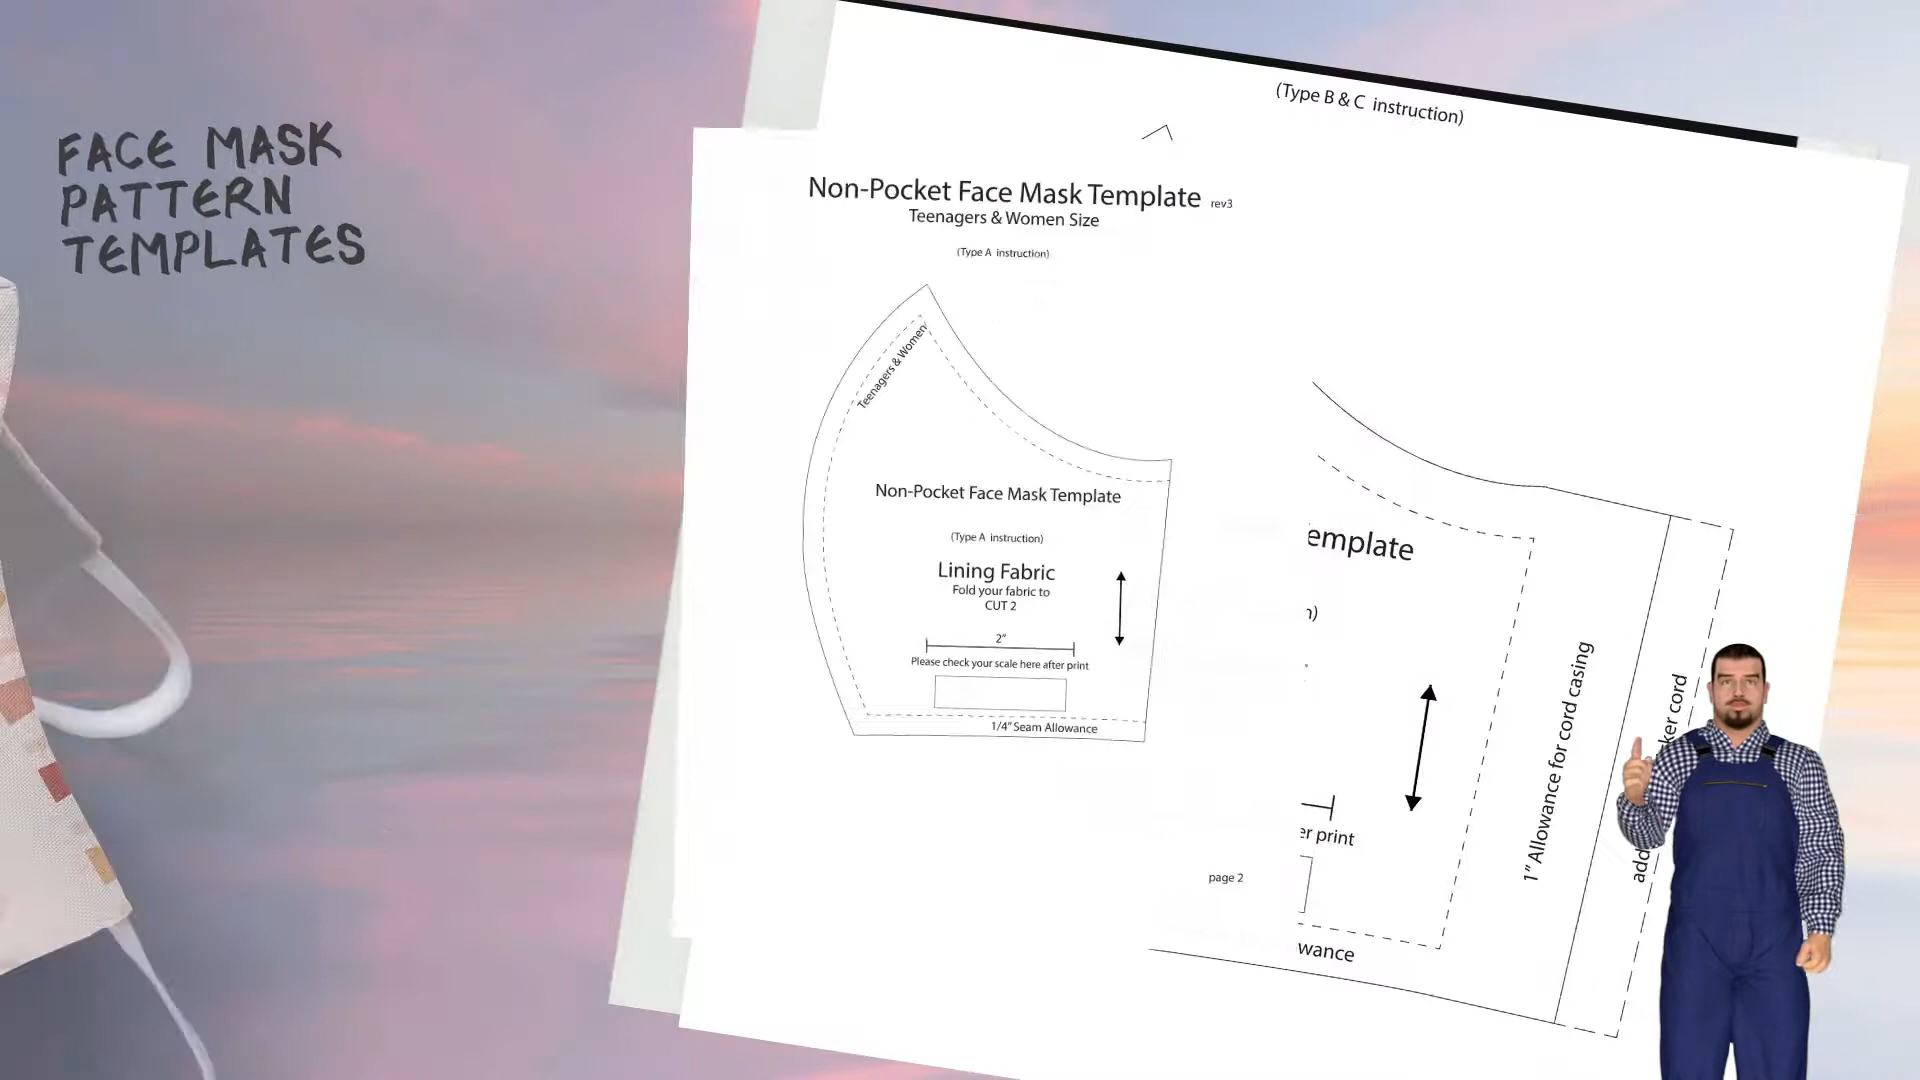 FACE MASK
PATTERN
TEMPLATES
(Type B & C instruction)
Non-Pocket Face Mask Template rev3
Teenagers & Women Size
(Type A instruction)
Teenagers & Women
Non-Pocket Face Mask Template
(Type A instruction)
Lining Fabric
Fold your fabric to
CUT 2
2"
Please check your scale here after print
1/4" Seam Allowance
page 2
emplate
er print
wance
1" Allowance for cord casing
add
ker cord